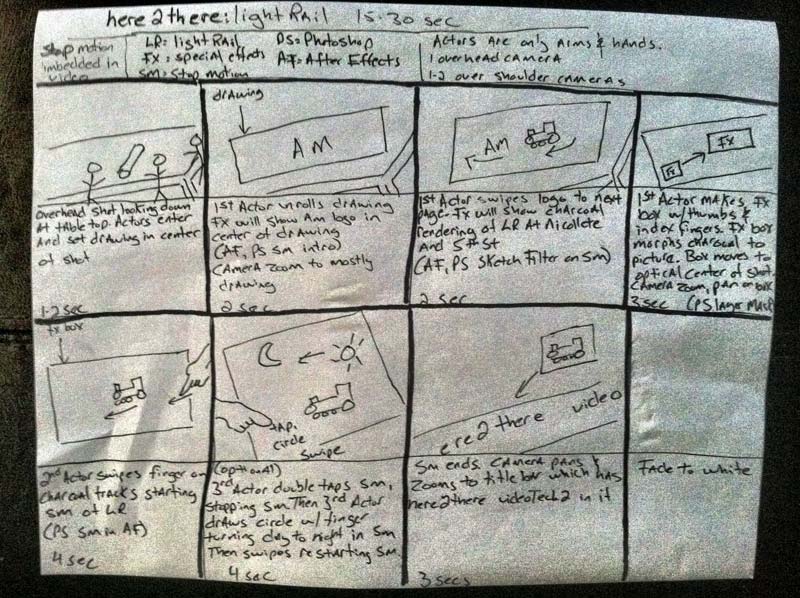 here2there: light Rail 15-30 sec
Stop motion
imbedded in
video
LR = light Rail
FX = special effects
SM = Stop motion
PS = Photoshop
AF = After Effects
Actors Are only Arms & hands.
1 overhead camera
1-2 over shoulder cameras
Overhead shot looking down
At table top. Actors enter
And set drawing in center
of shot
1-2 sec
drawing
AM
1st Actor unrolls drawing
FX will show Am logo in
center of drawing
(AF, PS SM intro)
Camera zoom to mostly
drawing
2 sec
Am
1st Actor swipes logo to next
page. FX will show charcoal
rendering of LR At Nicollete
and 5th St
(AF, PS Sketch Filter on Sm)
2 sec
FX
FX
1st Actor makes FX
box w/thumbs &
index fingers. FX box
morphs charcoal to
picture. Box moves to
optical center of shot.
Camera zoom, pan on box
3 sec (PS layer Mask
fx box
2nd Actor swipes finger on
charcoal tracks starting
sm of LR
(PS Sm in AF)
4 sec
tap,
circle
swipe
(optional)
3rd Actor double taps Sm,
stopping Sm. Then 3rd Actor
draws circle w/ finger
turning day to night in Sm
Then swipes restarting Sm.
4 sec
ere2there video
Sm ends. Camera pans &
zooms to title bar which has
here2there videoTech2 in it
3 secs
Fade to white